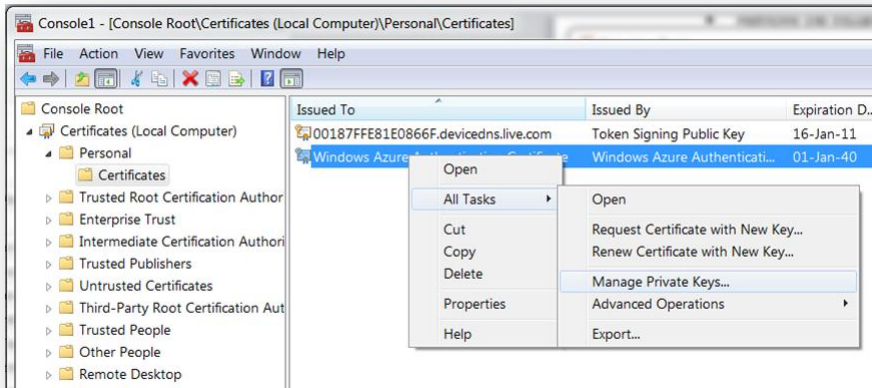 Console1 - [Console Root\Certificates (Local Computer)\Personal\Certificates]
File Action View Favorites Window Help
Console Root
Certificates (Local Computer)
Personal
Certificates
Trusted Root Certification Author
Enterprise Trust
Intermediate Certification Authori
Trusted Publishers
Untrusted Certificates
Third-Party Root Certification Aut
Trusted People
Other People
Remote Desktop
Issued To Issued By Expiration D...
00187FFE81E0866F.devicedns.live.com Token Signing Public Key 16-Jan-11
Windows Azure Authentication Certificate Windows Azure Authenticati... 01-Jan-40
Open
All Tasks
Cut
Copy
Delete
Properties
Help
Open
Request Certificate with New Key...
Renew Certificate with New Key...
Manage Private Keys...
Advanced Operations
Export...